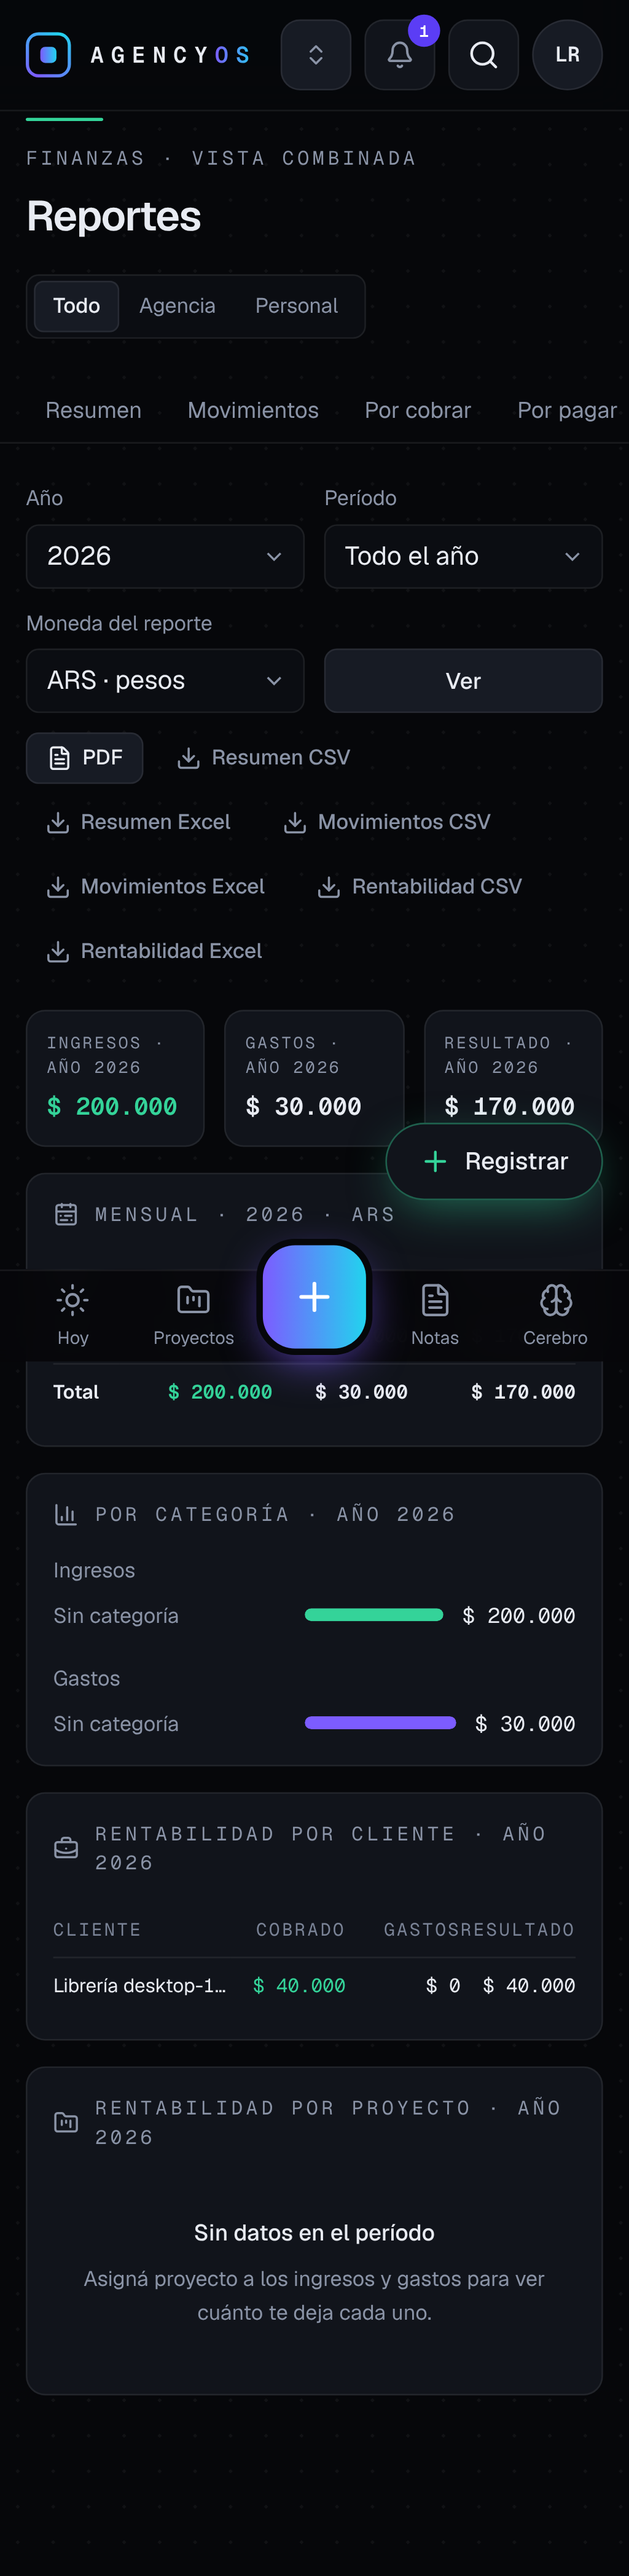 AGENCYOS
1
LR
FINANZAS · VISTA COMBINADA
Reportes
Todo Agencia Personal
Resumen Movimientos Por cobrar Por pagar
Año Período
2026 Todo el año
Moneda del reporte
ARS · pesos Ver
PDF Resumen CSV
Resumen Excel Movimientos CSV
Movimientos Excel Rentabilidad CSV
Rentabilidad Excel
INGRESOS · GASTOS · RESULTADO ·
AÑO 2026 AÑO 2026 AÑO 2026
$ 200.000 $ 30.000 $ 170.000
Registrar
MENSUAL · 2026 · ARS
Hoy Proyectos Notas Cerebro
Total $ 200.000 $ 30.000 $ 170.000
POR CATEGORÍA · AÑO 2026
Ingresos
Sin categoría $ 200.000
Gastos
Sin categoría $ 30.000
RENTABILIDAD POR CLIENTE · AÑO
2026
CLIENTE COBRADO GASTOS RESULTADO
Librería desktop-1… $ 40.000 $ 0 $ 40.000
RENTABILIDAD POR PROYECTO · AÑO
2026
Sin datos en el período
Asigná proyecto a los ingresos y gastos para ver
cuánto te deja cada uno.